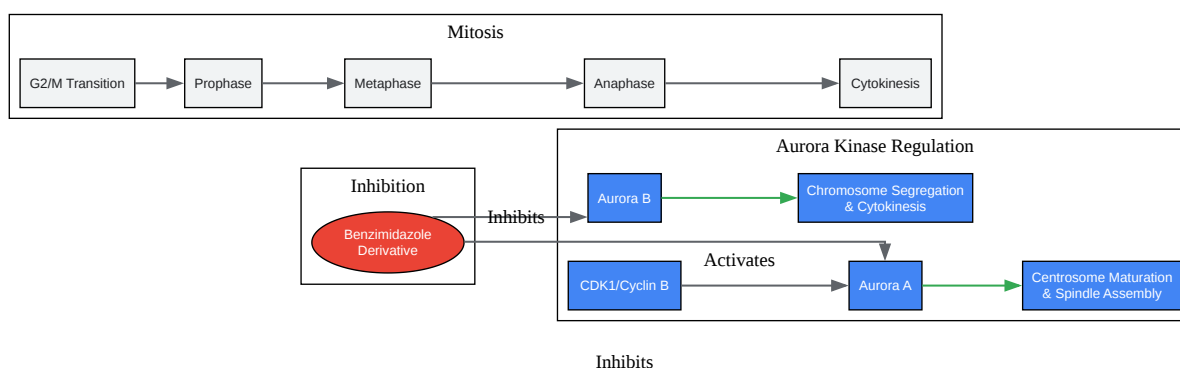 Mitosis
G2/M Transition
Prophase
Metaphase
Anaphase
Cytokinesis
Aurora Kinase Regulation
Inhibition
Aurora B
Chromosome Segregation
& Cytokinesis
Inhibits
Benzimidazole
Derivative
Activates
CDK1/Cyclin B
Aurora A
Centrosome Maturation
& Spindle Assembly
Inhibits